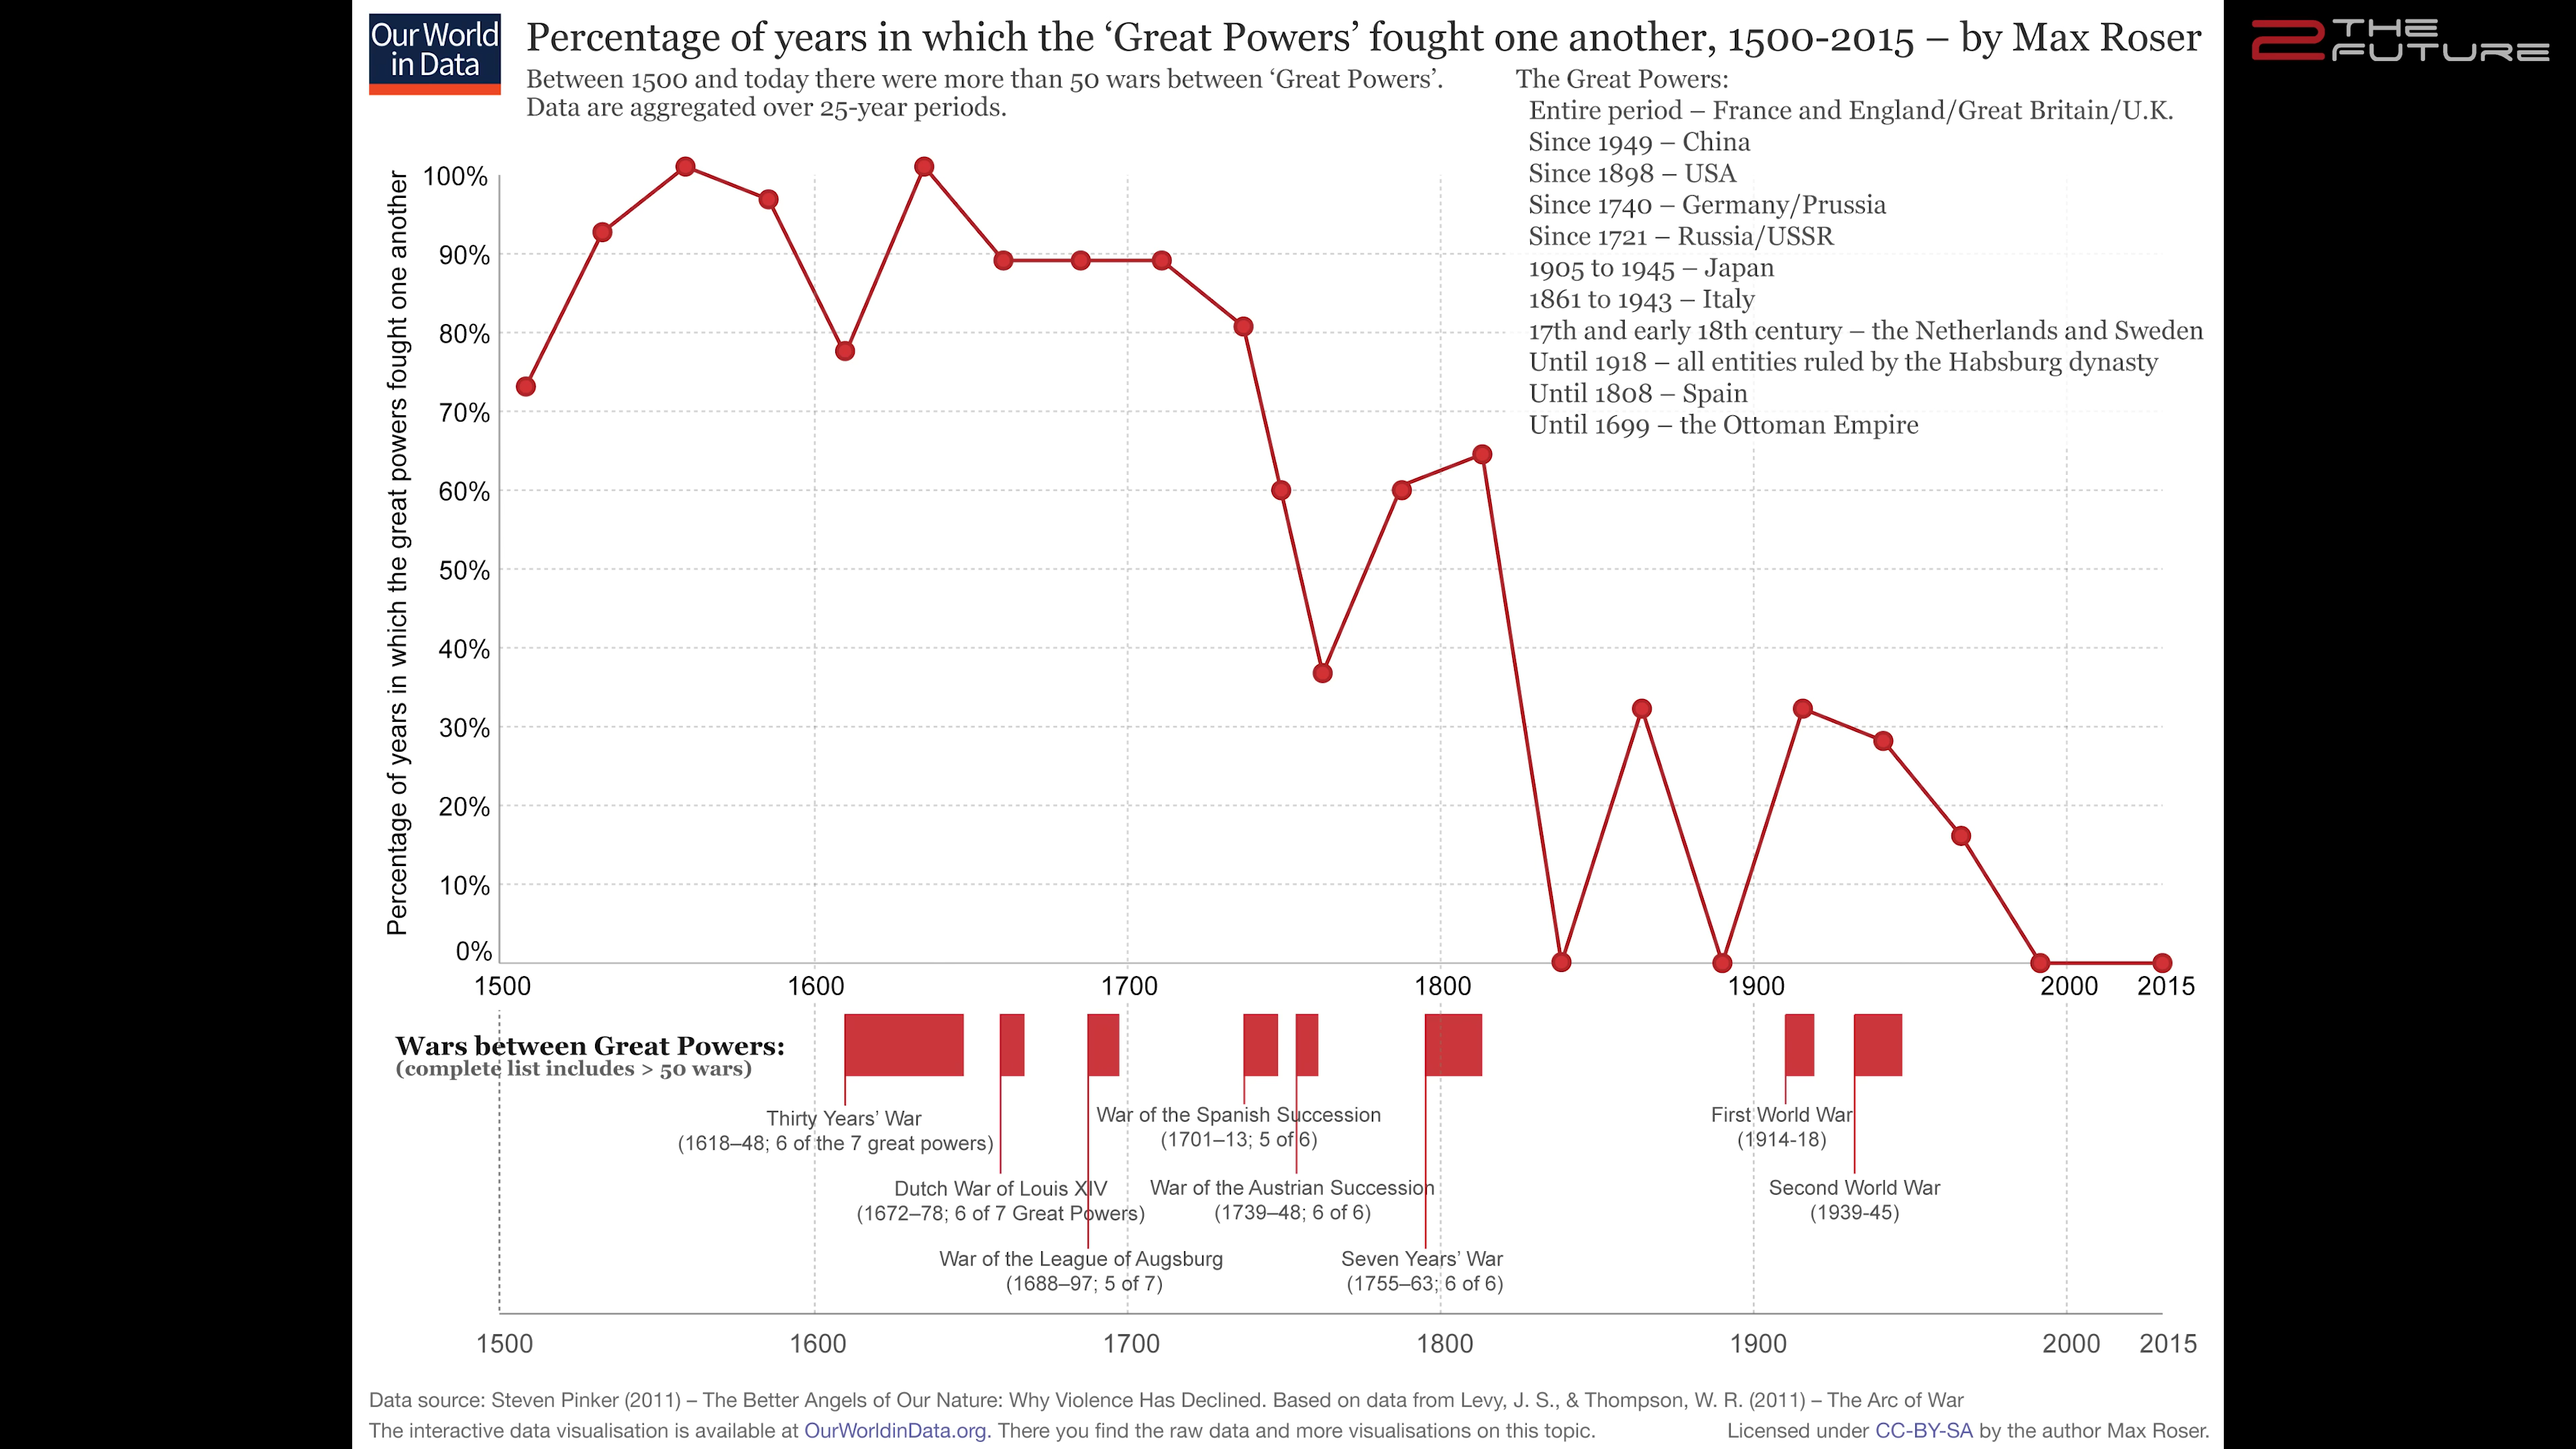 Our World
in Data
Percentage of years in which the ‘Great Powers’ fought one another, 1500-2015 – by Max Roser
Between 1500 and today there were more than 50 wars between ‘Great Powers’.
Data are aggregated over 25-year periods.
The Great Powers:
Entire period – France and England/Great Britain/U.K.
Since 1949 – China
Since 1898 – USA
Since 1740 – Germany/Prussia
Since 1721 – Russia/USSR
1905 to 1945 – Japan
1861 to 1943 – Italy
17th and early 18th century – the Netherlands and Sweden
Until 1918 – all entities ruled by the Habsburg dynasty
Until 1808 – Spain
Until 1699 – the Ottoman Empire
2 THE
FUTURE
Percentage of years in which the great powers fought one another
100%
90%
80%
70%
60%
50%
40%
30%
20%
10%
0%
1500 1600 1700 1800 1900 2000 2015
Wars between Great Powers:
(complete list includes > 50 wars)
Thirty Years’ War
(1618–48; 6 of the 7 great powers)
Dutch War of Louis XIV
(1672–78; 6 of 7 Great Powers)
War of the League of Augsburg
(1688–97; 5 of 7)
War of the Spanish Succession
(1701–13; 5 of 6)
War of the Austrian Succession
(1739–48; 6 of 6)
Seven Years’ War
(1755–63; 6 of 6)
First World War
(1914-18)
Second World War
(1939-45)
1500 1600 1700 1800 1900 2000 2015
Data source: Steven Pinker (2011) – The Better Angels of Our Nature: Why Violence Has Declined. Based on data from Levy, J. S., & Thompson, W. R. (2011) – The Arc of War
The interactive data visualisation is available at OurWorldinData.org. There you find the raw data and more visualisations on this topic.
Licensed under CC-BY-SA by the author Max Roser.